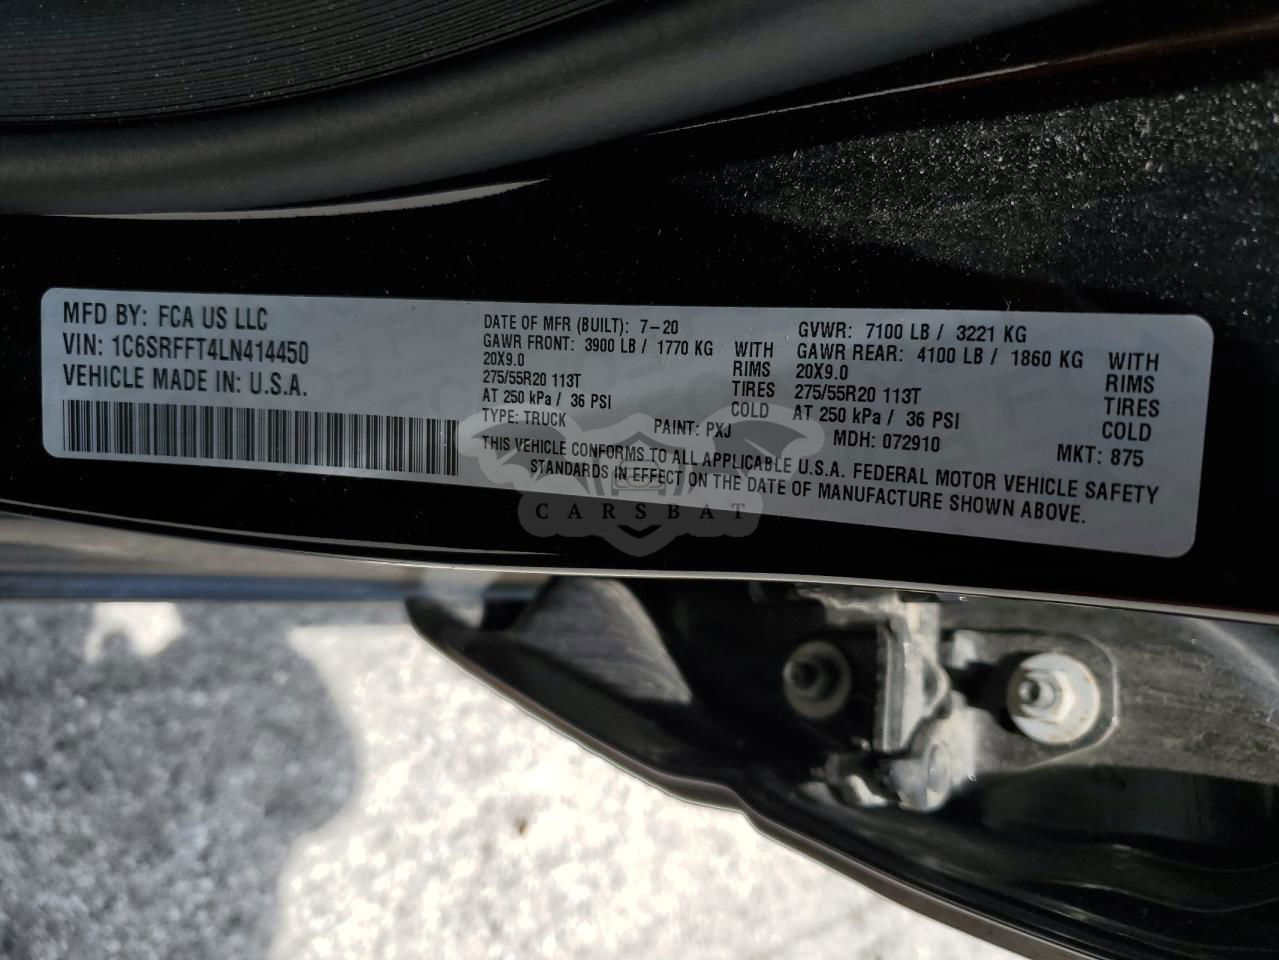 MFD BY: FCA US LLC
VIN: 1C6SRFFT4LN414450
VEHICLE MADE IN: U.S.A.
DATE OF MFR (BUILT): 7-20
GAWR FRONT: 3900 LB / 1770 KG WITH
20X9.0 RIMS
275/55R20 113T TIRES
AT 250 kPa / 36 PSI COLD
TYPE: TRUCK PAINT: PXJ
GVWR: 7100 LB / 3221 KG
GAWR REAR: 4100 LB / 1860 KG WITH
20X9.0 RIMS
275/55R20 113T TIRES
AT 250 kPa / 36 PSI COLD
MDH: 072910 MKT: 875
THIS VEHICLE CONFORMS TO ALL APPLICABLE U.S.A. FEDERAL MOTOR VEHICLE SAFETY
STANDARDS IN EFFECT ON THE DATE OF MANUFACTURE SHOWN ABOVE.
CARSBAT